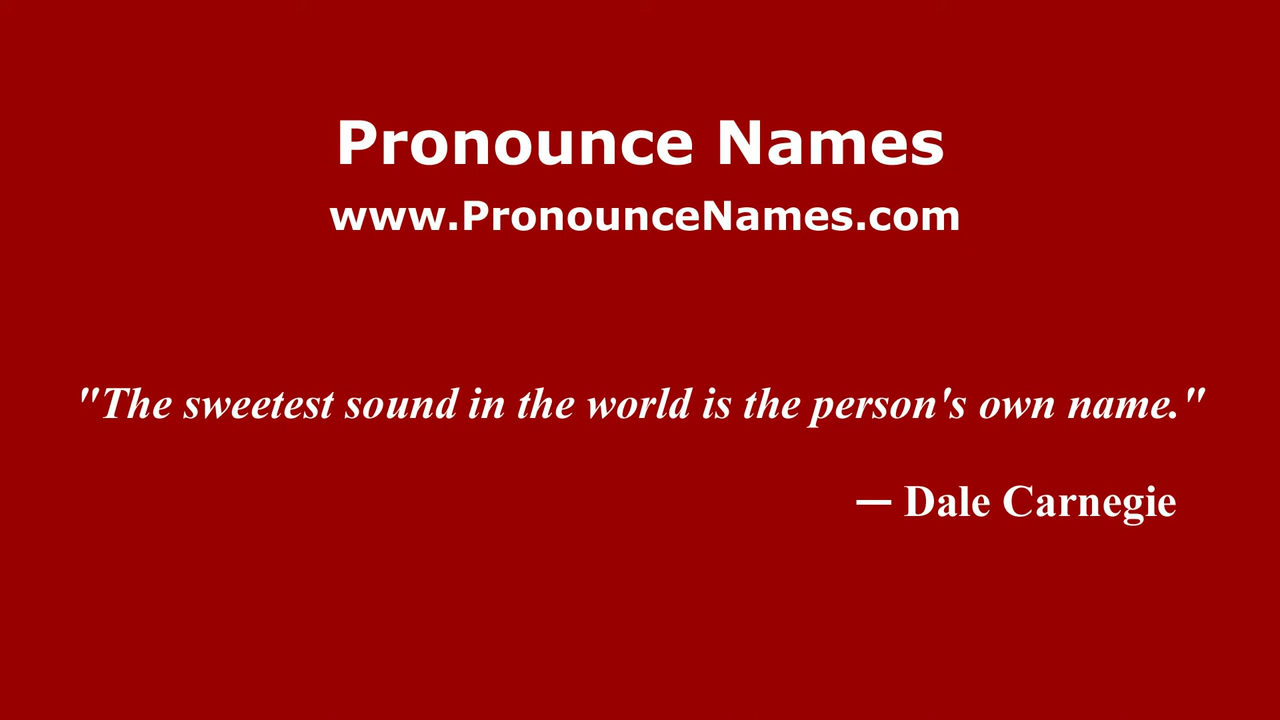 Pronounce Names
www.PronounceNames.com
"The sweetest sound in the world is the person's own name."
— Dale Carnegie